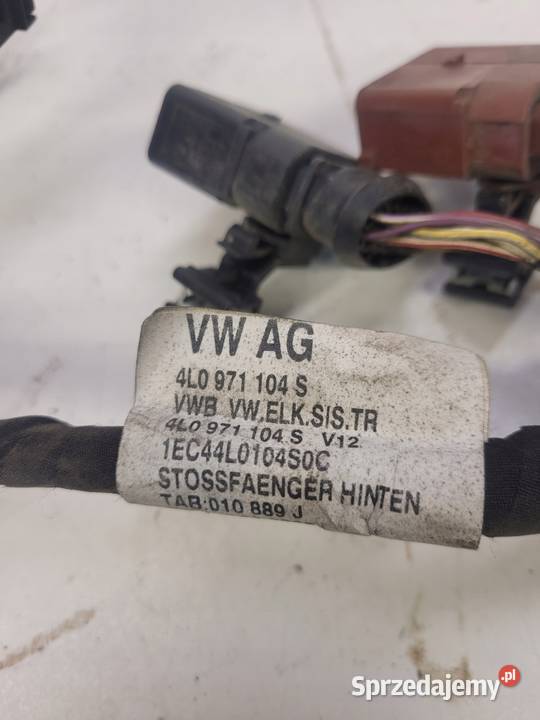 VW AG
4L0 971 104 S
VWB VW.ELK.SIS.TR
4L0 971 104 S V12
1EC44L0104S0C
STOSSFAENGER HINTEN
TAB:010 889 J
Sprzedajemy.pl